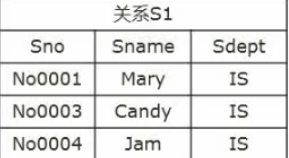 关系S1
Sno Sname Sdept
No0001 Mary IS
No0003 Candy IS
No0004 Jam IS